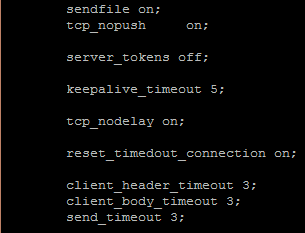 sendfile on;
tcp_nopush     on;
server_tokens off;
keepalive_timeout 5;
tcp_nodelay on;
reset_timedout_connection on;
client_header_timeout 3;
client_body_timeout 3;
send_timeout 3;